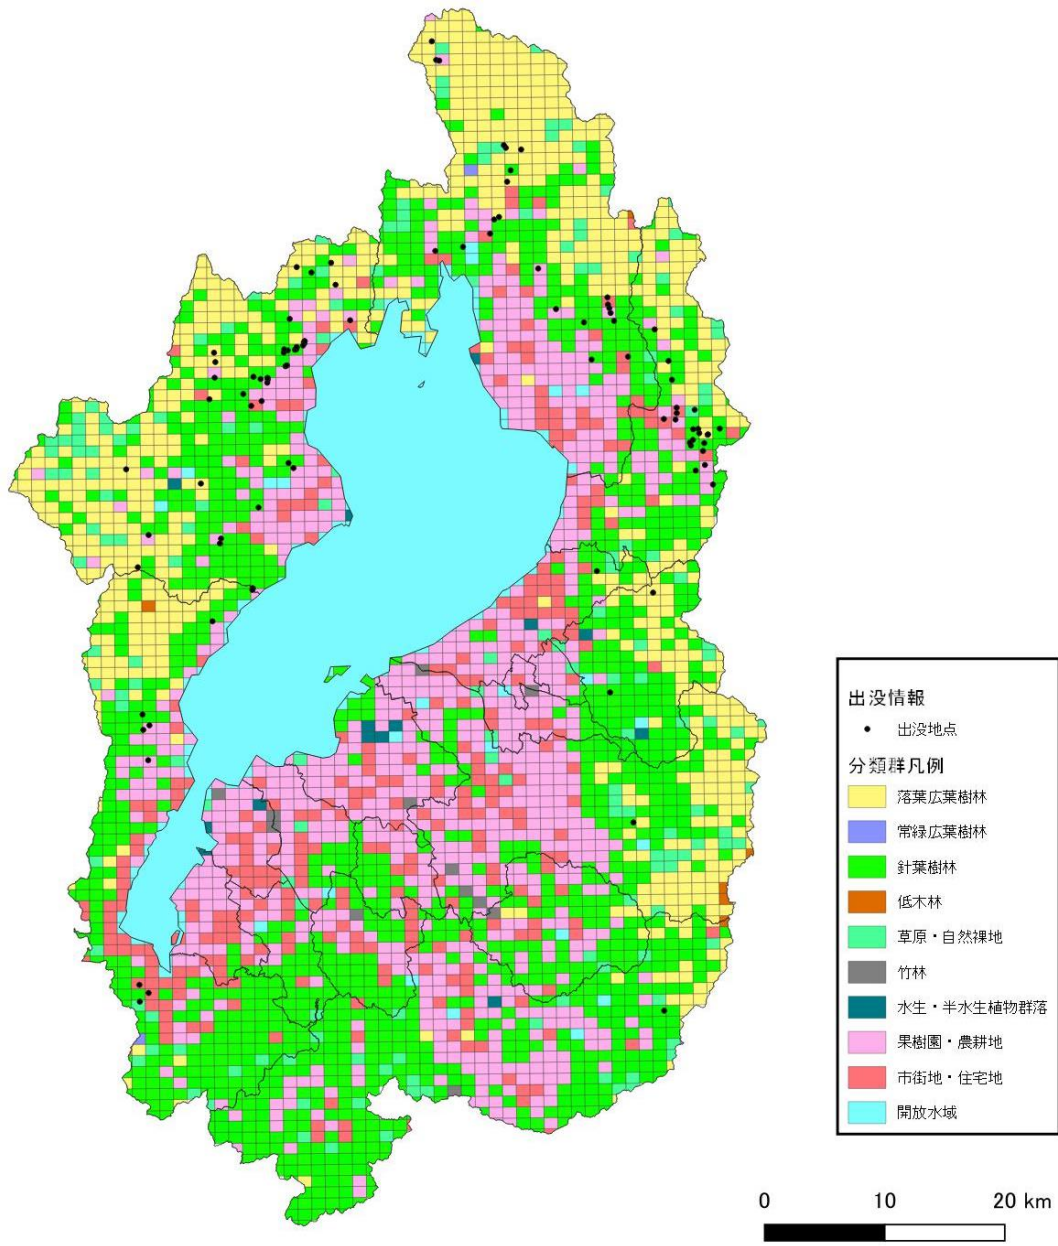 出没情報
出没地点
分類群凡例
落葉広葉樹林
常緑広葉樹林
針葉樹林
低木林
草原・自然裸地
竹林
水生・半水生植物群落
果樹園・農耕地
市街地・住宅地
開放水域
0 10 20 km